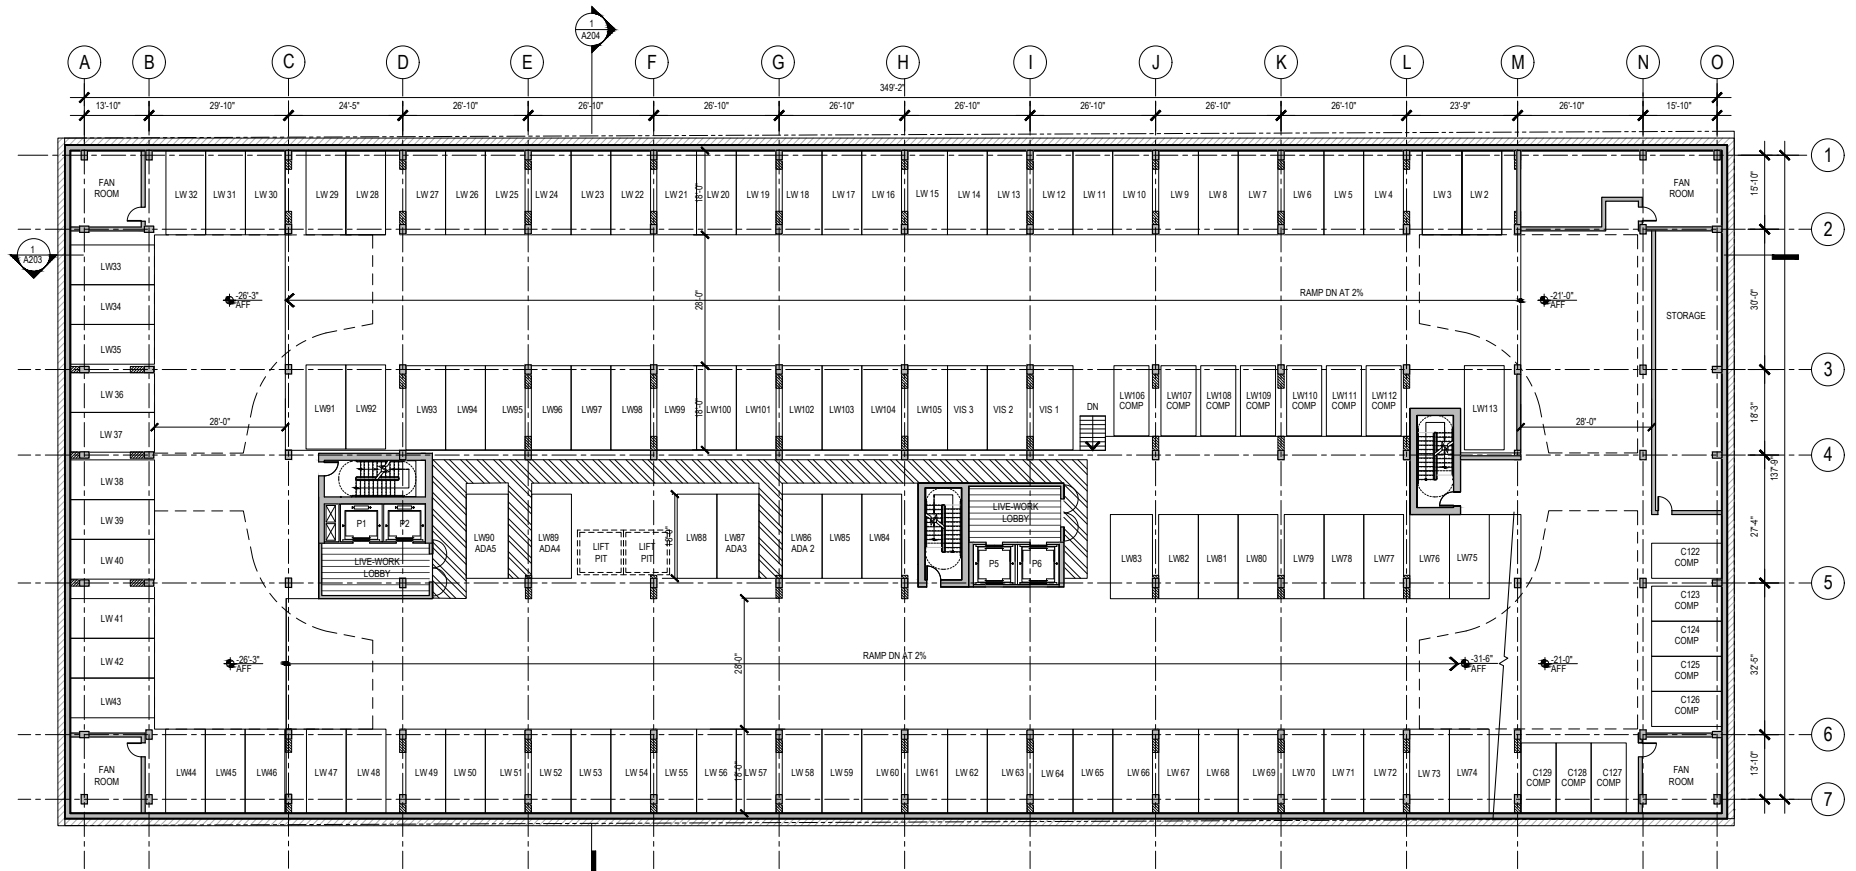 1
A204
A
B
C
D
E
F
G
H
I
J
K
L
M
N
O
349'-2"
13'-10"
29'-10"
24'-5"
26'-10"
26'-10"
26'-10"
26'-10"
26'-10"
26'-10"
26'-10"
26'-10"
23'-9"
26'-10"
15'-10"
1
FAN
ROOM
LW 32
LW 31
LW 30
LW 29
LW 28
LW 27
LW 26
LW 25
LW 24
LW 23
LW 22
LW 21
LW 20
LW 19
LW 18
LW 17
LW 16
LW 15
LW 14
LW 13
LW 12
LW 11
LW 10
LW 9
LW 8
LW 7
LW 6
LW 5
LW 4
LW 3
LW 2
FAN
ROOM
18'-0"
15'-10"
2
1
A203
LW33
LW34
LW35
-26'-3"
AFF
28'-0"
RAMP DN AT 2%
-21'-0"
AFF
STORAGE
30'-0"
3
LW 36
LW 37
28'-0"
LW91
LW92
LW93
LW94
LW95
LW96
LW97
LW98
LW99
LW100
LW101
LW102
LW103
LW104
LW105
VIS 3
VIS 2
VIS 1
DN
LW106
COMP
LW107
COMP
LW108
COMP
LW109
COMP
LW110
COMP
LW111
COMP
LW112
COMP
LW113
18'-0"
28'-0"
18'-3"
4
137'-9"
LW 38
LW 39
LW 40
P1
P2
LIVE-WORK
LOBBY
LW90
ADA5
LW89
ADA4
LIFT
PIT
LIFT
PIT
18'-0"
LW88
LW87
ADA3
LW86
ADA 2
LW85
LW84
LIVE-WORK
LOBBY
P5
P6
LW83
LW82
LW81
LW80
LW79
LW78
LW77
LW76
LW75
C122
COMP
27'-4"
5
LW 41
LW 42
LW43
-26'-3"
AFF
28'-0"
RAMP DN AT 2%
-31-6"
AFF
-21-0"
AFF
C123
COMP
C124
COMP
C125
COMP
C126
COMP
32'-5"
6
FAN
ROOM
LW44
LW45
LW46
LW 47
LW 48
LW 49
LW 50
LW 51
LW 52
LW 53
LW 54
LW 55
LW 56
LW 57
LW 58
LW 59
LW 60
LW 61
LW 62
LW 63
LW 64
LW 65
LW 66
LW 67
LW 68
LW 69
LW 70
LW 71
LW 72
LW 73
LW74
C129
COMP
C128
COMP
C127
COMP
FAN
ROOM
18'-0"
13'-10"
7